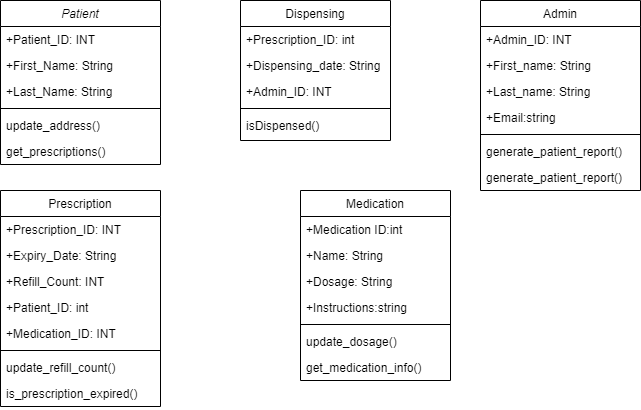 Patient
+Patient_ID: INT
+First_Name: String
+Last_Name: String
update_address()
get_prescriptions()
Dispensing
+Prescription_ID: int
+Dispensing_date: String
+Admin_ID: INT
isDispensed()
Admin
+Admin_ID: INT
+First_name: String
+Last_name: String
+Email:string
generate_patient_report()
generate_patient_report()
Prescription
+Prescription_ID: INT
+Expiry_Date: String
+Refill_Count: INT
+Patient_ID: int
+Medication_ID: INT
update_refill_count()
is_prescription_expired()
Medication
+Medication ID:int
+Name: String
+Dosage: String
+Instructions:string
update_dosage()
get_medication_info()